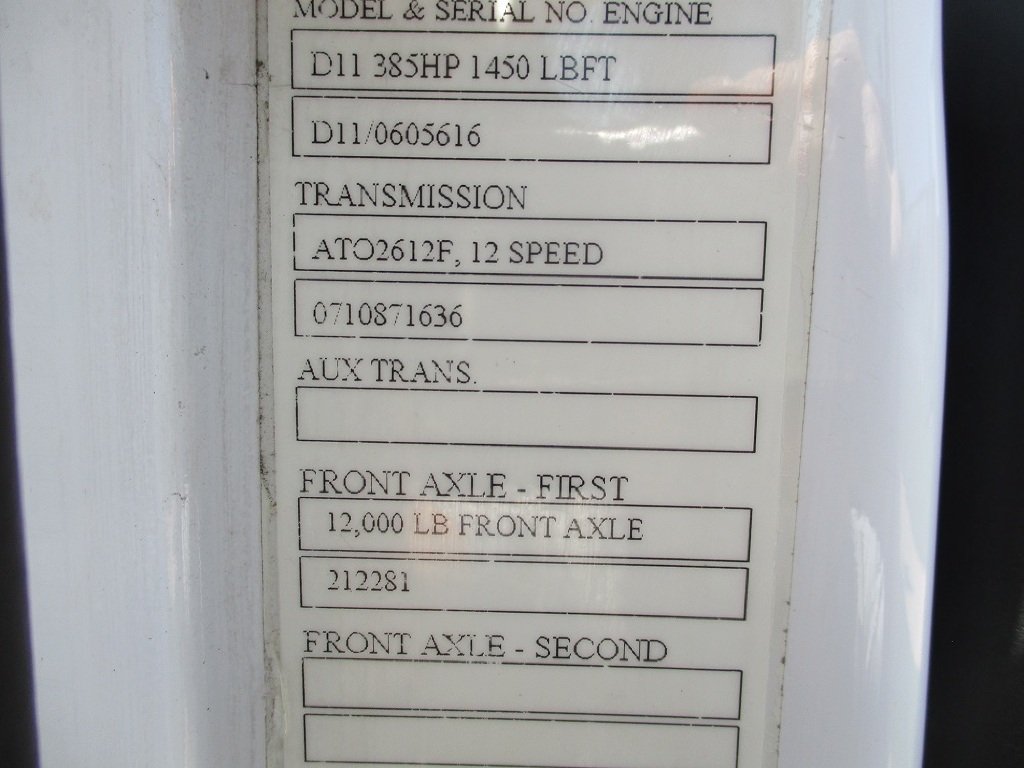 MODEL & SERIAL NO. ENGINE
D11 385HP 1450 LBFT
D11/0605616
TRANSMISSION
ATO2612F, 12 SPEED
0710871636
AUX TRANS.
FRONT AXLE - FIRST
12,000 LB FRONT AXLE
212281
FRONT AXLE - SECOND